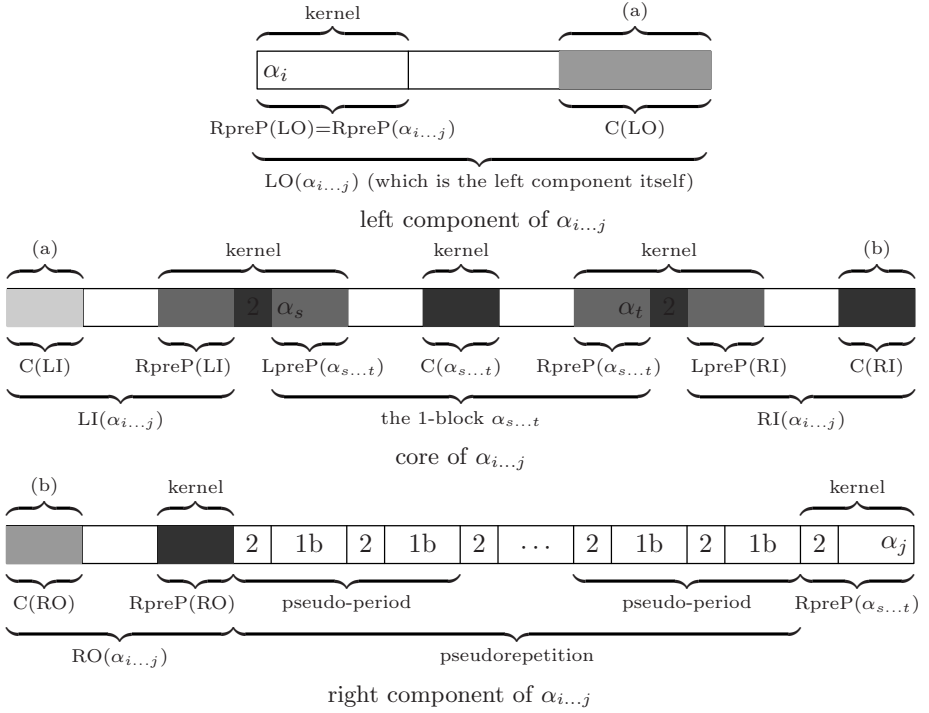 kernel (a)
α_i
RpreP(LO)=RpreP(α_{i...j}) C(LO)
LO(α_{i...j}) (which is the left component itself)
left component of α_{i...j}
(a) kernel kernel kernel (b)
2 α_s α_t 2
C(LI) RpreP(LI) LpreP(α_{s...t}) C(α_{s...t}) RpreP(α_{s...t}) LpreP(RI) C(RI)
LI(α_{i...j}) the 1-block α_{s...t} RI(α_{i...j})
core of α_{i...j}
(b) kernel kernel
2 1b 2 1b 2 ... 2 1b 2 1b 2 α_j
C(RO) RpreP(RO) pseudo-period pseudo-period RpreP(α_{s...t})
RO(α_{i...j}) pseudorepetition
right component of α_{i...j}